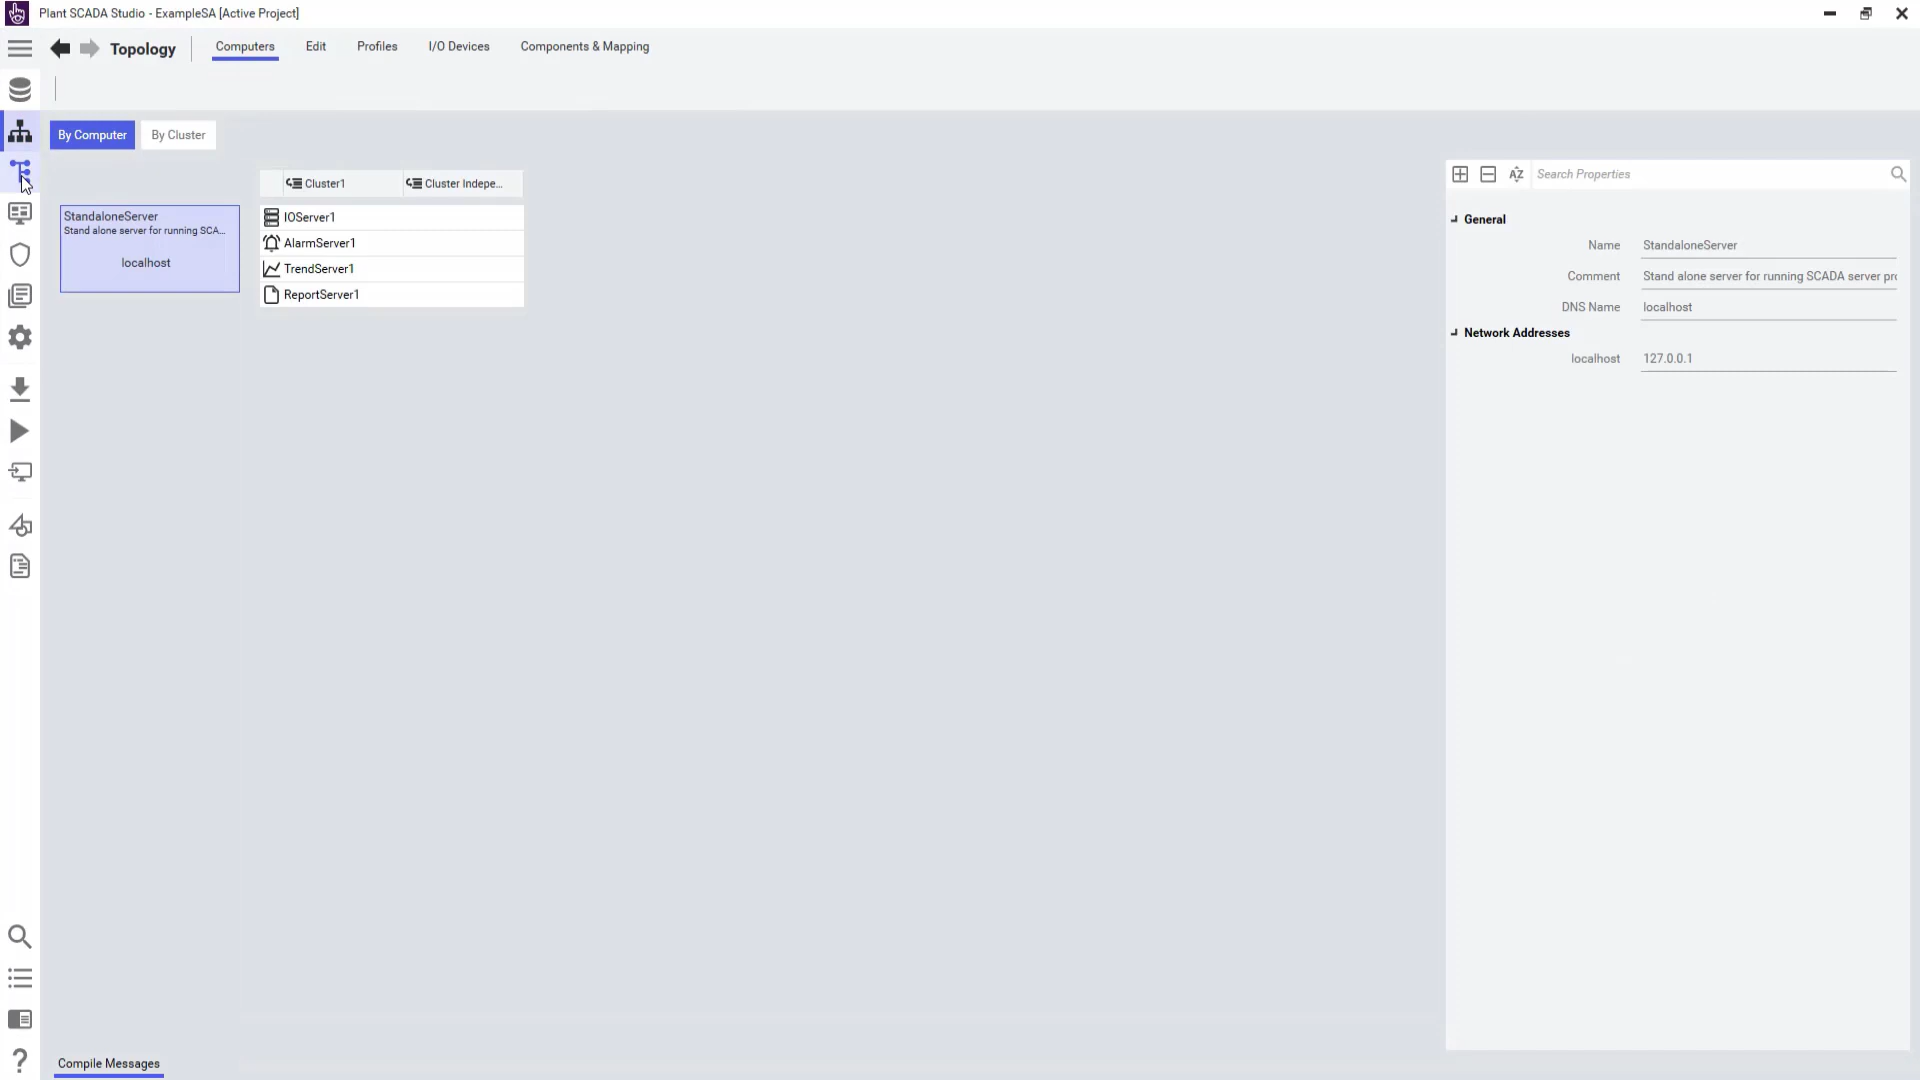 Plant SCADA Studio - ExampleSA [Active Project]
Topology
Computers
Edit
Profiles
I/O Devices
Components & Mapping
By Computer
By Cluster
Cluster1
Cluster Indepe...
StandaloneServer
Stand alone server for running SCA...
localhost
IOServer1
AlarmServer1
TrendServer1
ReportServer1
Search Properties
General
Name StandaloneServer
Comment Stand alone server for running SCADA server pr
DNS Name localhost
Network Addresses
localhost 127.0.0.1
Compile Messages